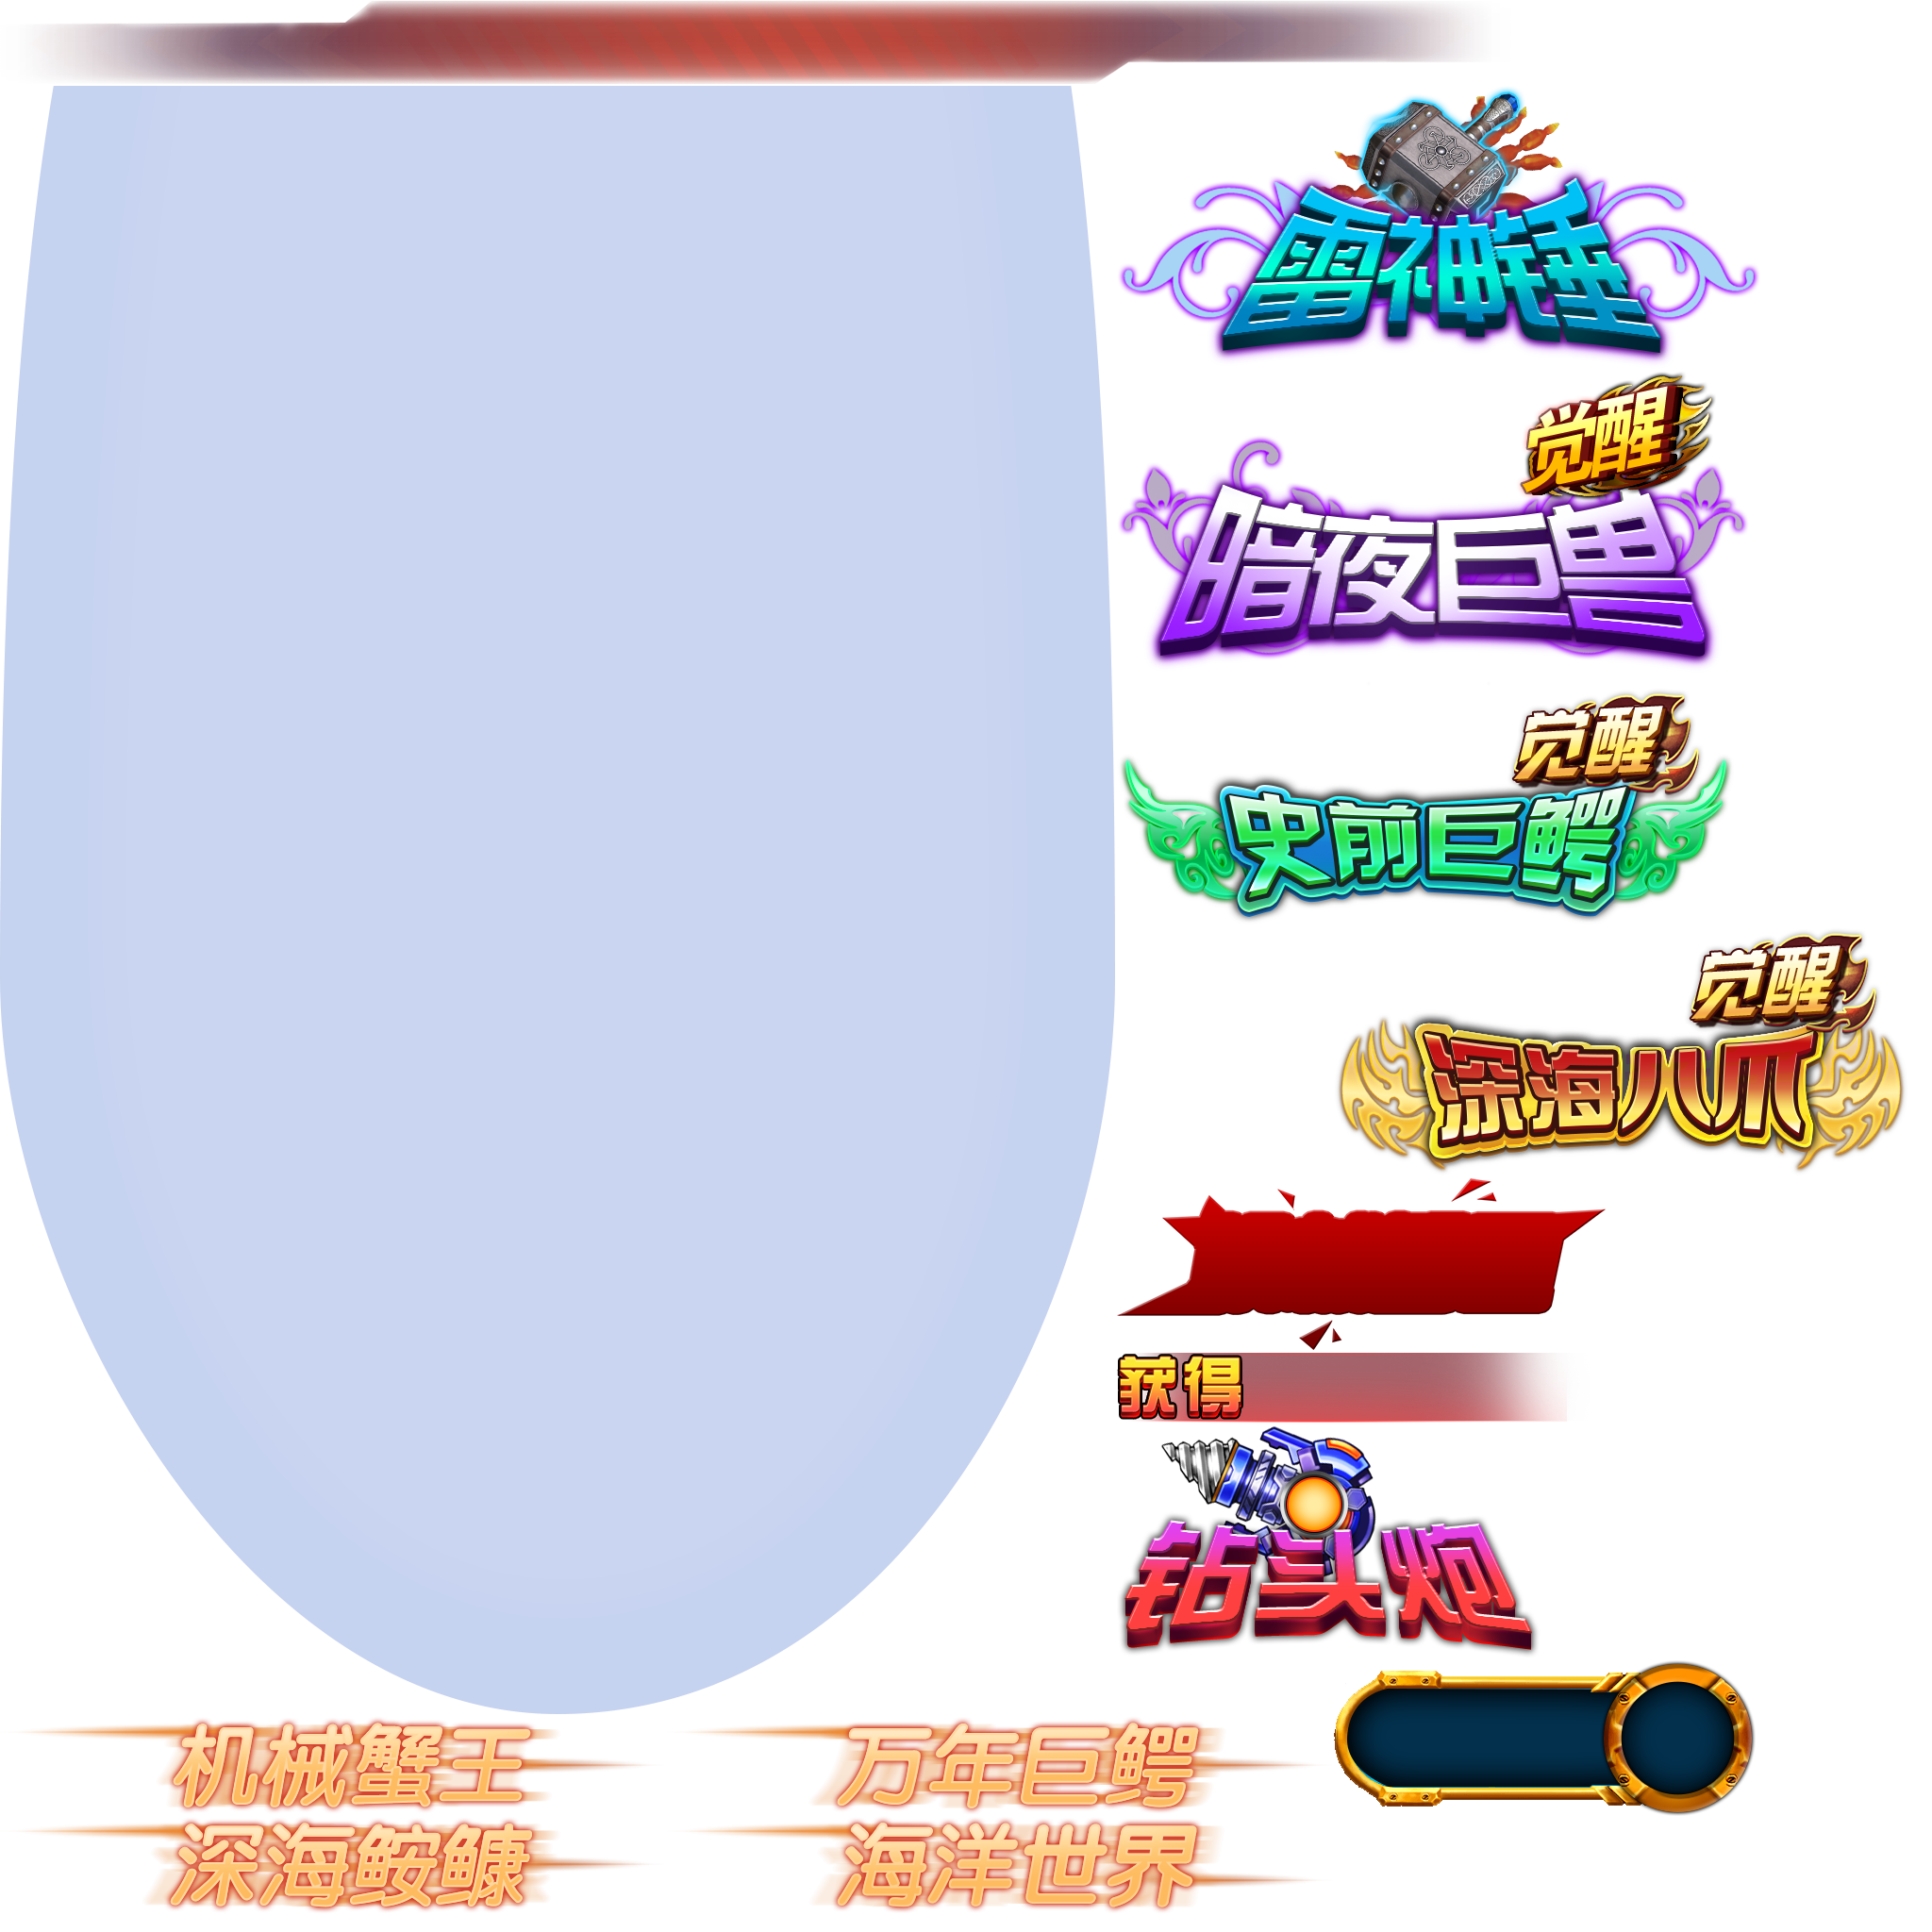 雷神锤
觉醒
暗夜巨兽
觉醒
史前巨鳄
觉醒
深海八爪
获得
钻头炮
机械蟹王
万年巨鳄
深海鮟鱇
海洋世界